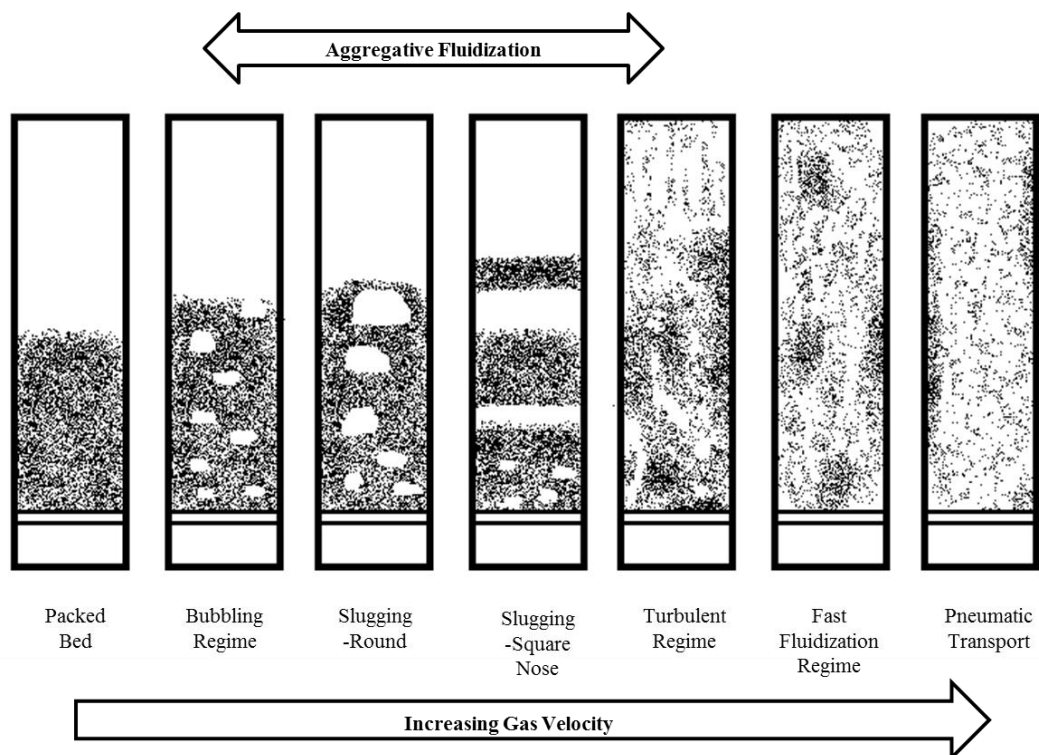 Aggregative Fluidization
Packed
Bed
Bubbling
Regime
Slugging
-Round
Slugging
-Square
Nose
Turbulent
Regime
Fast
Fluidization
Regime
Pneumatic
Transport
Increasing Gas Velocity